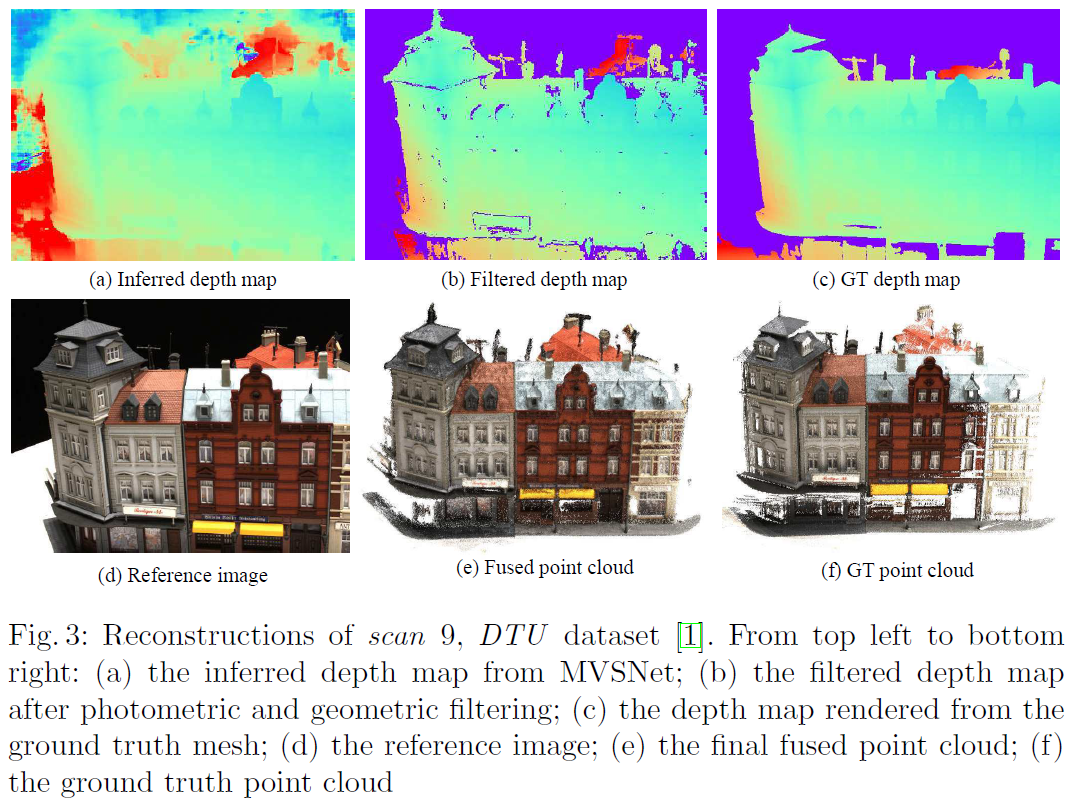 (a) Inferred depth map
(b) Filtered depth map
(c) GT depth map
(d) Reference image
(e) Fused point cloud
(f) GT point cloud
Fig. 3: Reconstructions of scan 9, DTU dataset [1]. From top left to bottom
right: (a) the inferred depth map from MVSNet; (b) the filtered depth map
after photometric and geometric filtering; (c) the depth map rendered from the
ground truth mesh; (d) the reference image; (e) the final fused point cloud; (f)
the ground truth point cloud